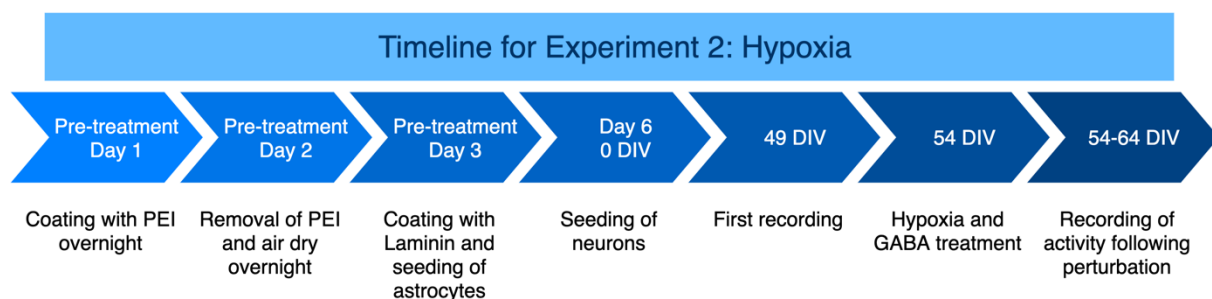 Timeline for Experiment 2: Hypoxia
Pre-treatment
Day 1
Pre-treatment
Day 2
Pre-treatment
Day 3
Day 6
0 DIV
49 DIV
54 DIV
54-64 DIV
Coating with PEI
overnight
Removal of PEI
and air dry
overnight
Coating with
Laminin and
seeding of
astrocytes
Seeding of
neurons
First recording
Hypoxia and
GABA treatment
Recording of
activity following
perturbation